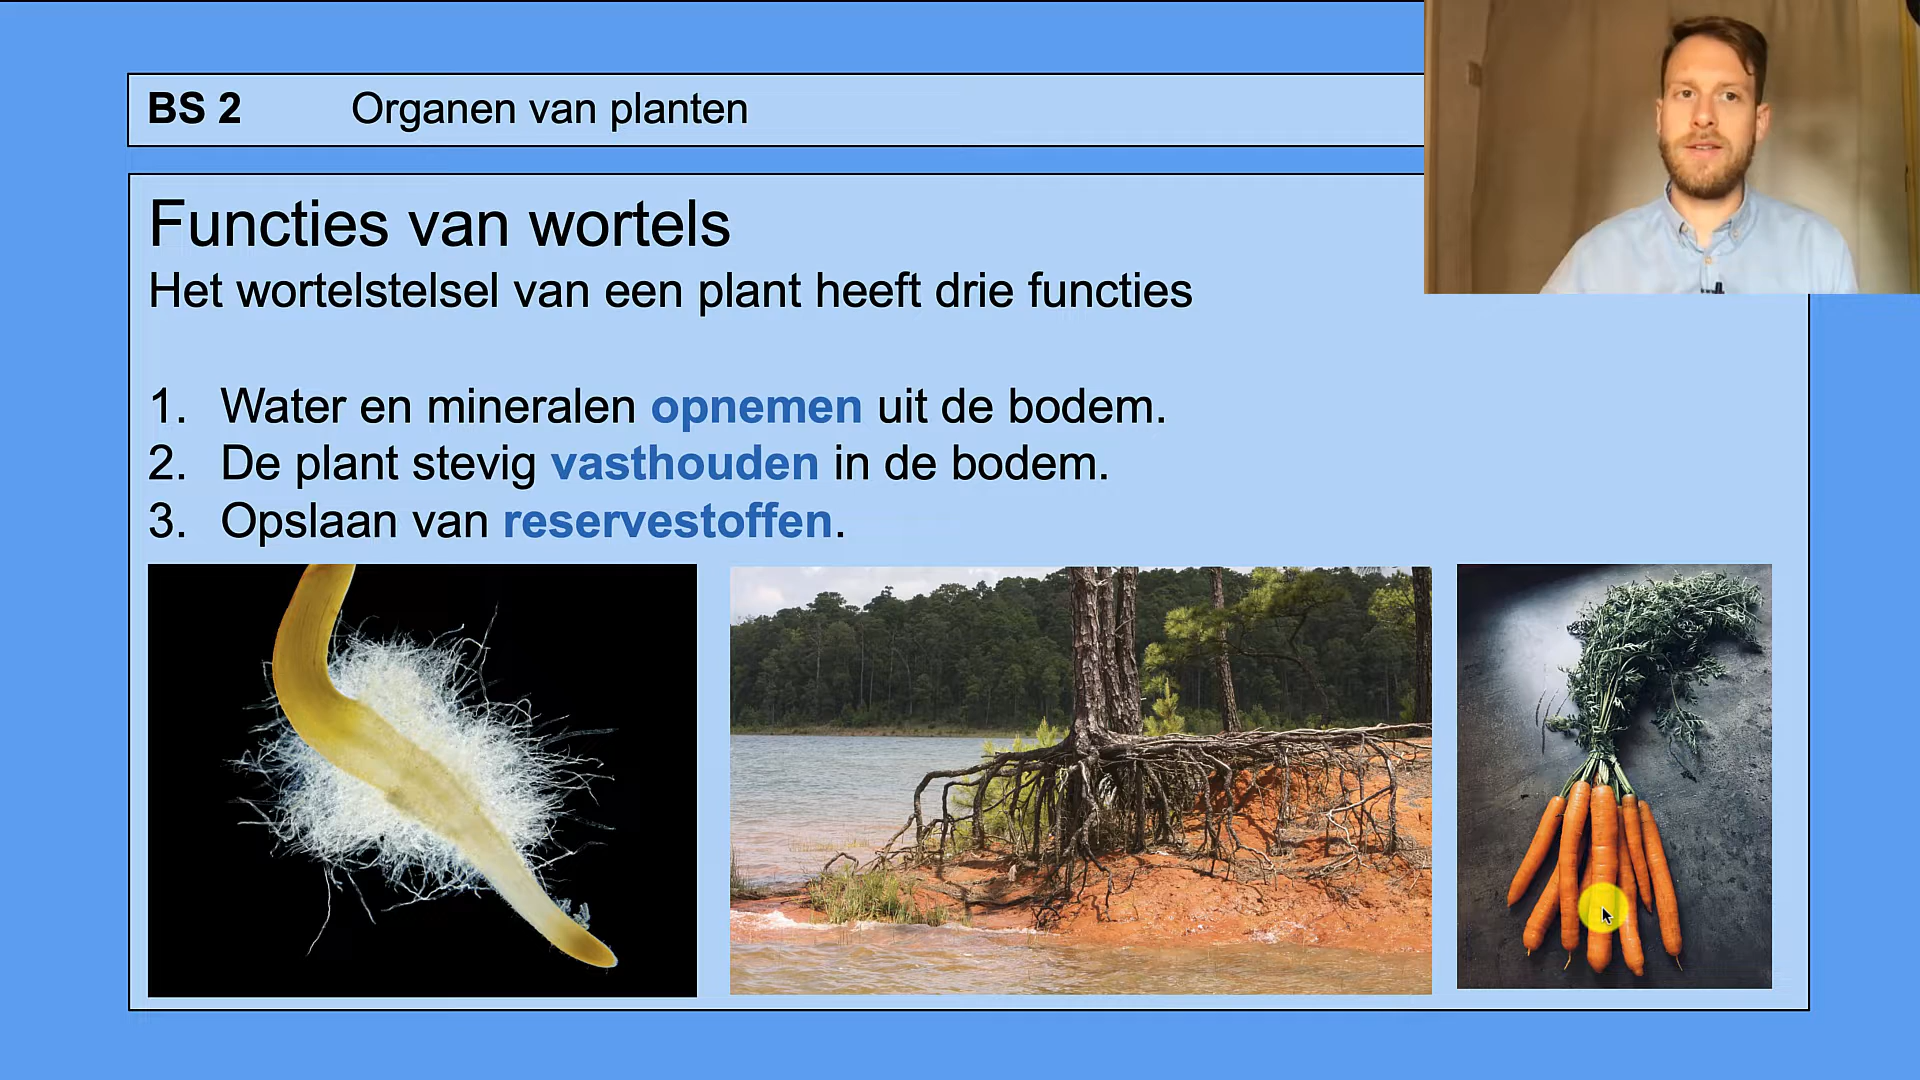 BS 2 Organen van planten
Functies van wortels
Het wortelstelsel van een plant heeft drie functies
1. Water en mineralen opnemen uit de bodem.
2. De plant stevig vasthouden in de bodem.
3. Opslaan van reservestoffen.